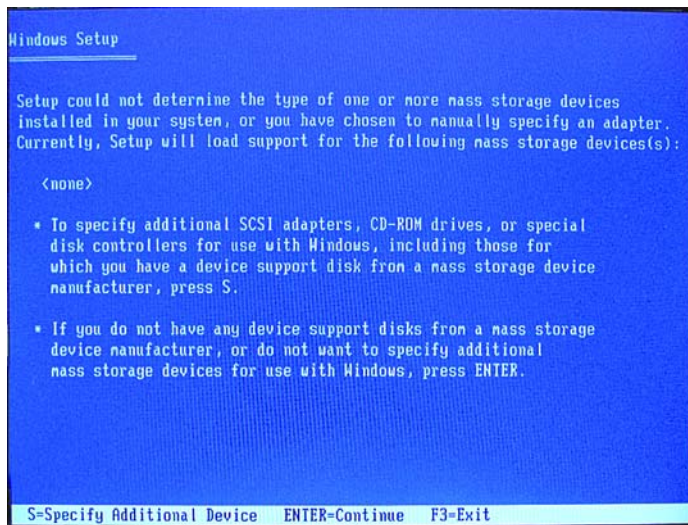 Windows Setup
Setup could not determine the type of one or more mass storage devices
installed in your system, or you have chosen to manually specify an adapter.
Currently, Setup will load support for the following mass storage devices(s):
<none>
* To specify additional SCSI adapters, CD-ROM drives, or special
disk controllers for use with Windows, including those for
which you have a device support disk from a mass storage device
manufacturer, press S.
* If you do not have any device support disks from a mass storage
device manufacturer, or do not want to specify additional
mass storage devices for use with Windows, press ENTER.
S=Specify Additional Device ENTER=Continue F3=Exit